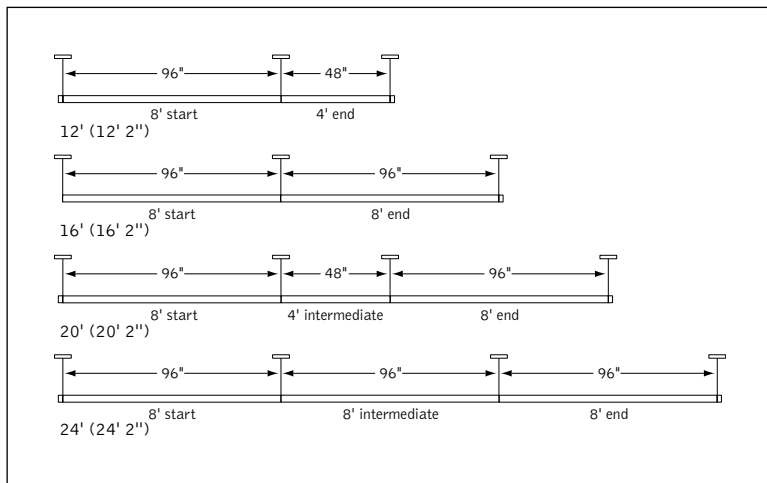 96" 48"
8' start 4' end
12' (12' 2")
96" 96"
8' start 8' end
16' (16' 2")
96" 48" 96"
8' start 4' intermediate 8' end
20' (20' 2")
96" 96" 96"
8' start 8' intermediate 8' end
24' (24' 2")